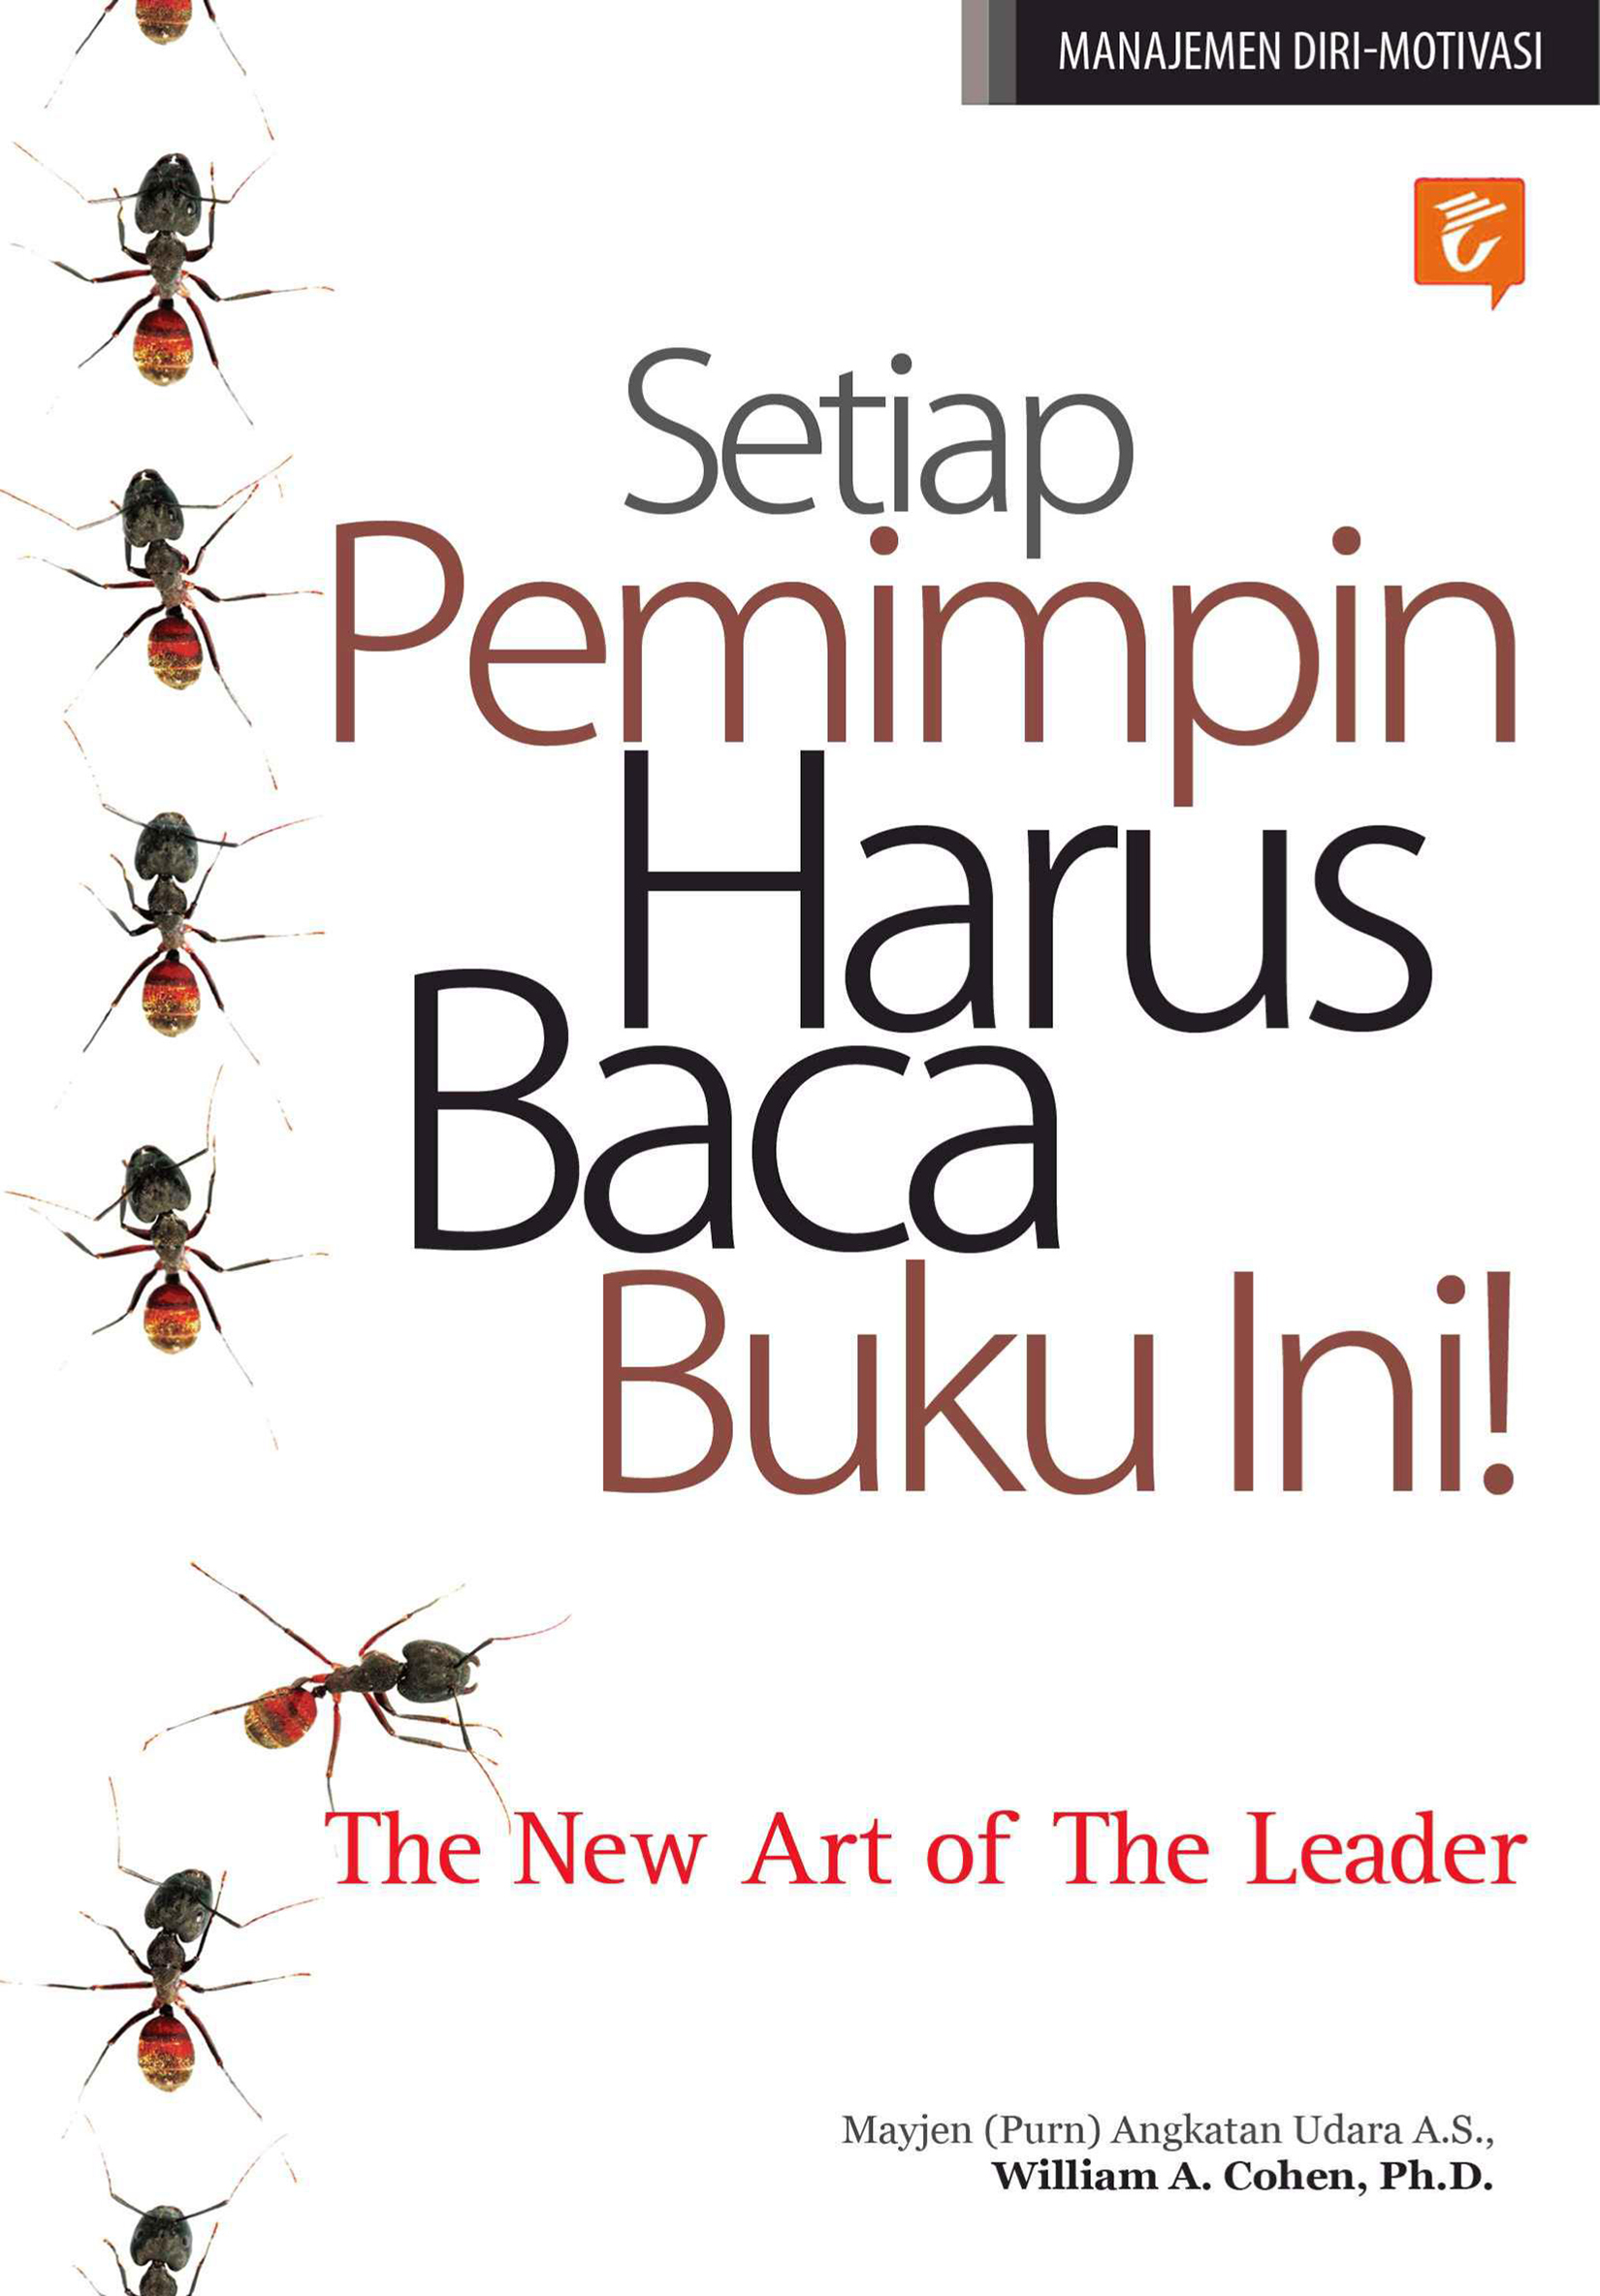 MANAJEMEN DIRI-MOTIVASI
Setiap
Pemimpin
Harus
Baca
Buku Ini!
The New Art of The Leader
Mayjen (Purn) Angkatan Udara A.S.,
William A. Cohen, Ph.D.